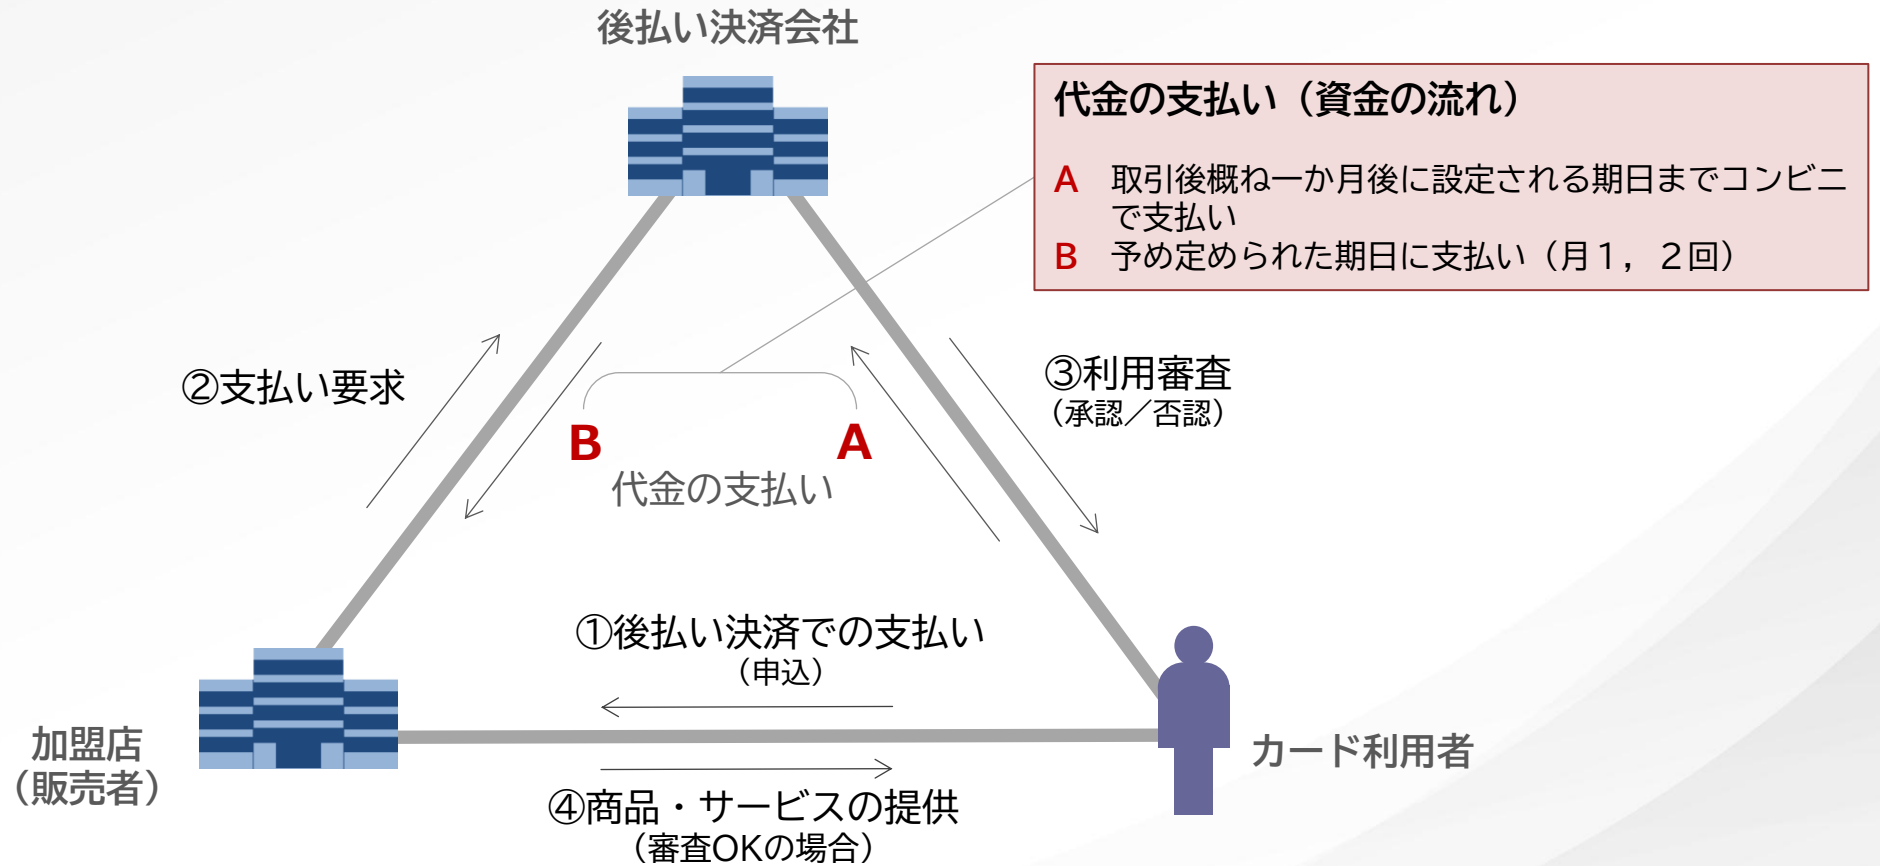 後払い決済会社
代金の支払い（資金の流れ）
A 取引後概ね一か月後に設定される期日までコンビニ
で支払い
B 予め定められた期日に支払い（月１，２回）
②支払い要求
③利用審査
（承認／否認）
B
A
代金の支払い
①後払い決済での支払い
（申込）
加盟店
（販売者）
カード利用者
④商品・サービスの提供
（審査OKの場合）